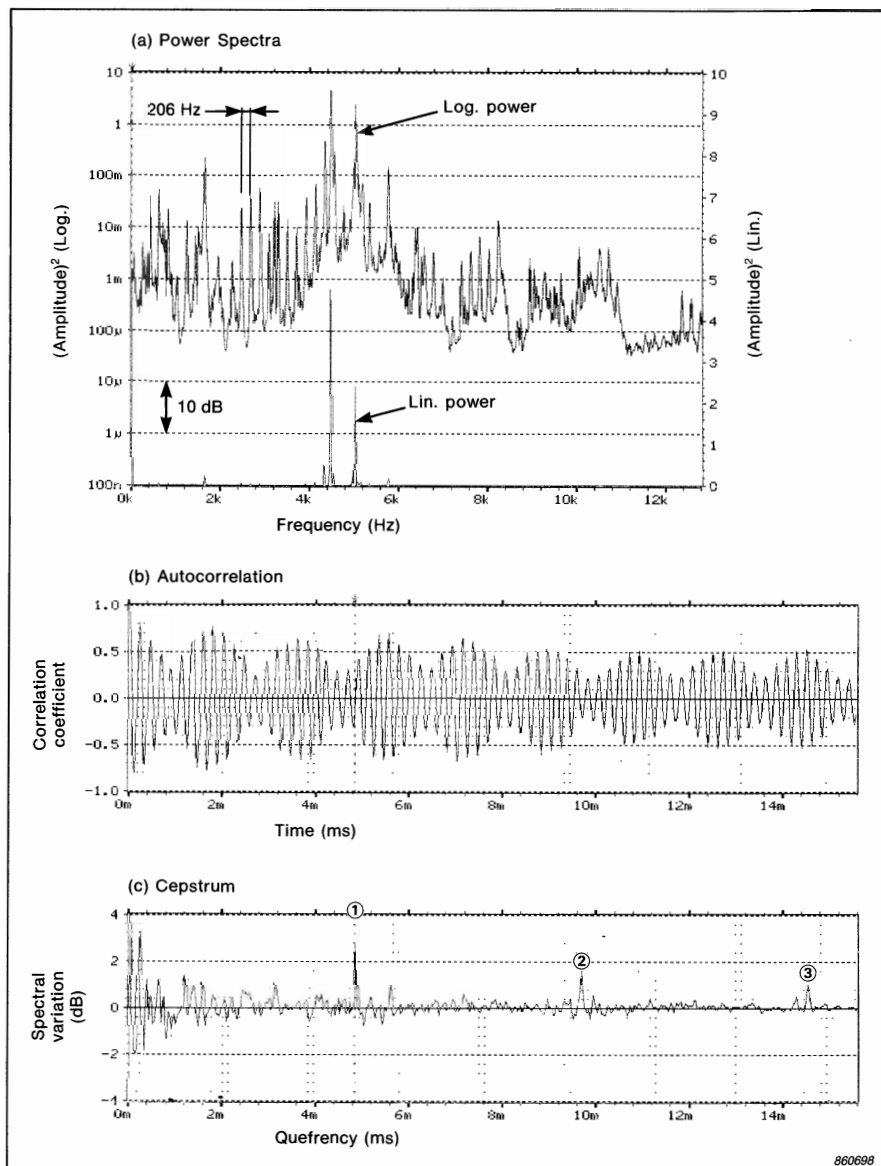 (a) Power Spectra
10
1
100m
10m
1m
100μ
10μ
1μ
100n
(Amplitude)² (Log.)
206 Hz
Log. power
10 dB
Lin. power
10
9
8
7
6
5
4
3
2
1
0
(Amplitude)² (Lin.)
0k 2k 4k 6k 8k 10k 12k
Frequency (Hz)
(b) Autocorrelation
1.0
0.5
0.0
-0.5
-1.0
Correlation
coefficient
0m 2m 4m 6m 8m 10m 12m 14m
Time (ms)
(c) Cepstrum
① ② ③
4
2
0
-2
-4
Spectral
variation
(dB)
0m 2m 4m 6m 8m 10m 12m 14m
Quefrency (ms)
860698